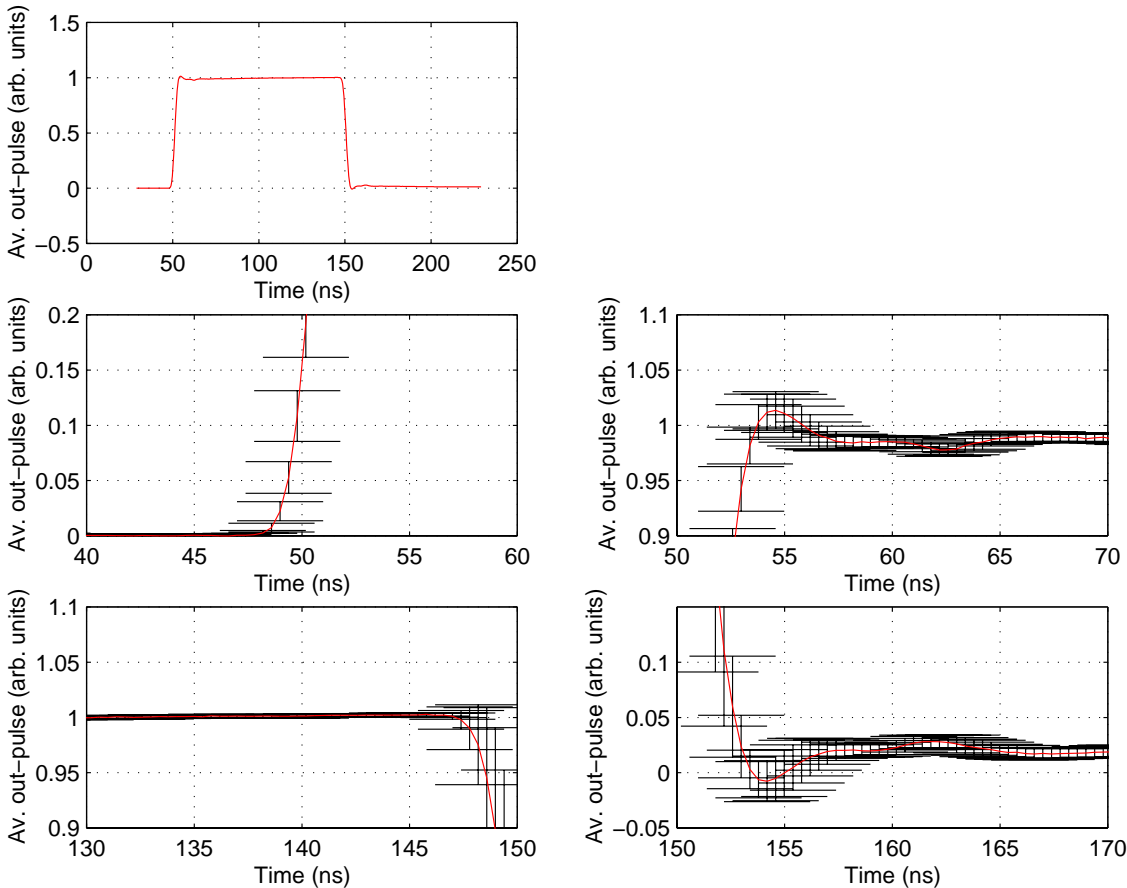 Av. out−pulse (arb. units)
1.5
1
0.5
0
−0.5
0 50 100 150 200 250
Time (ns)
Av. out−pulse (arb. units)
0.2
0.15
0.1
0.05
0
40 45 50 55 60
Time (ns)
Av. out−pulse (arb. units)
1.1
1.05
1
0.95
0.9
50 55 60 65 70
Time (ns)
Av. out−pulse (arb. units)
1.1
1.05
1
0.95
0.9
130 135 140 145 150
Time (ns)
Av. out−pulse (arb. units)
0.1
0.05
0
−0.05
150 155 160 165 170
Time (ns)